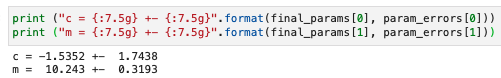 print ("c = {:7.5g} +- {:7.5g}".format(final_params[0], param_errors[0]))
print ("m = {:7.5g} +- {:7.5g}".format(final_params[1], param_errors[1]))
c = -1.5352 +-  1.7438
m =  10.243 +-  0.3193